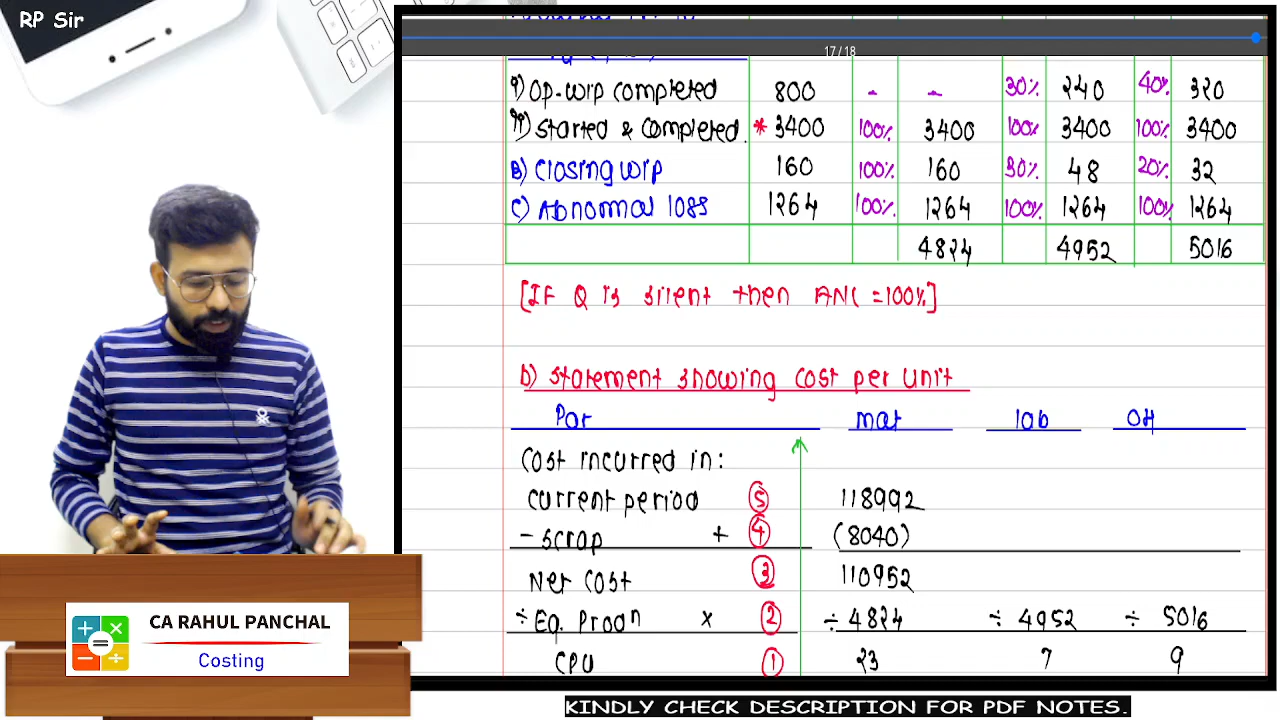 RP Sir
17/18
i) Op-wip completed 800 - - 30% 240 40% 320
ii) Started & Completed. * 3400 100% 3400 100% 3400 100% 3400
B) Closing wip 160 100% 160 30% 48 20% 32
C) Abnormal loss 1264 100% 1264 100% 1264 100% 1264
4824 4952 5016
[IF Q is silent then AN( =100%]
b) Statement showing cost per unit
Par mat lab OH
Cost incurred in:
Current period 5 118992
- scrap + 4 (8040)
Net Cost 3 110952
÷ Eq. Prodn × 2 ÷ 4824 ÷ 4952 ÷ 5016
CPU 1 23 7 9
CA RAHUL PANCHAL
Costing
KINDLY CHECK DESCRIPTION FOR PDF NOTES.